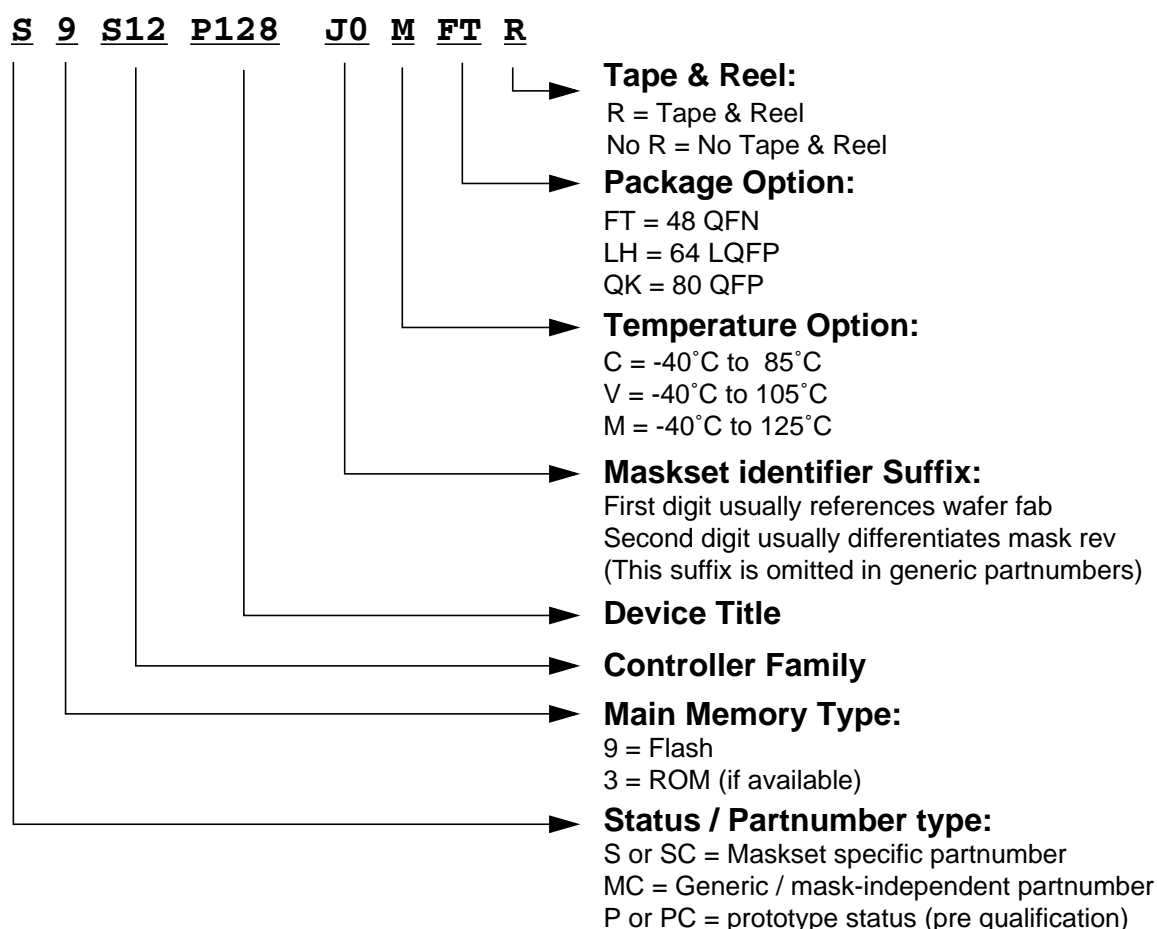 S 9 S12 P128 J0 M FT R
Tape & Reel:
R = Tape & Reel
No R = No Tape & Reel
Package Option:
FT = 48 QFN
LH = 64 LQFP
QK = 80 QFP
Temperature Option:
C = -40˚C to 85˚C
V = -40˚C to 105˚C
M = -40˚C to 125˚C
Maskset identifier Suffix:
First digit usually references wafer fab
Second digit usually differentiates mask rev
(This suffix is omitted in generic partnumbers)
Device Title
Controller Family
Main Memory Type:
9 = Flash
3 = ROM (if available)
Status / Partnumber type:
S or SC = Maskset specific partnumber
MC = Generic / mask-independent partnumber
P or PC = prototype status (pre qualification)